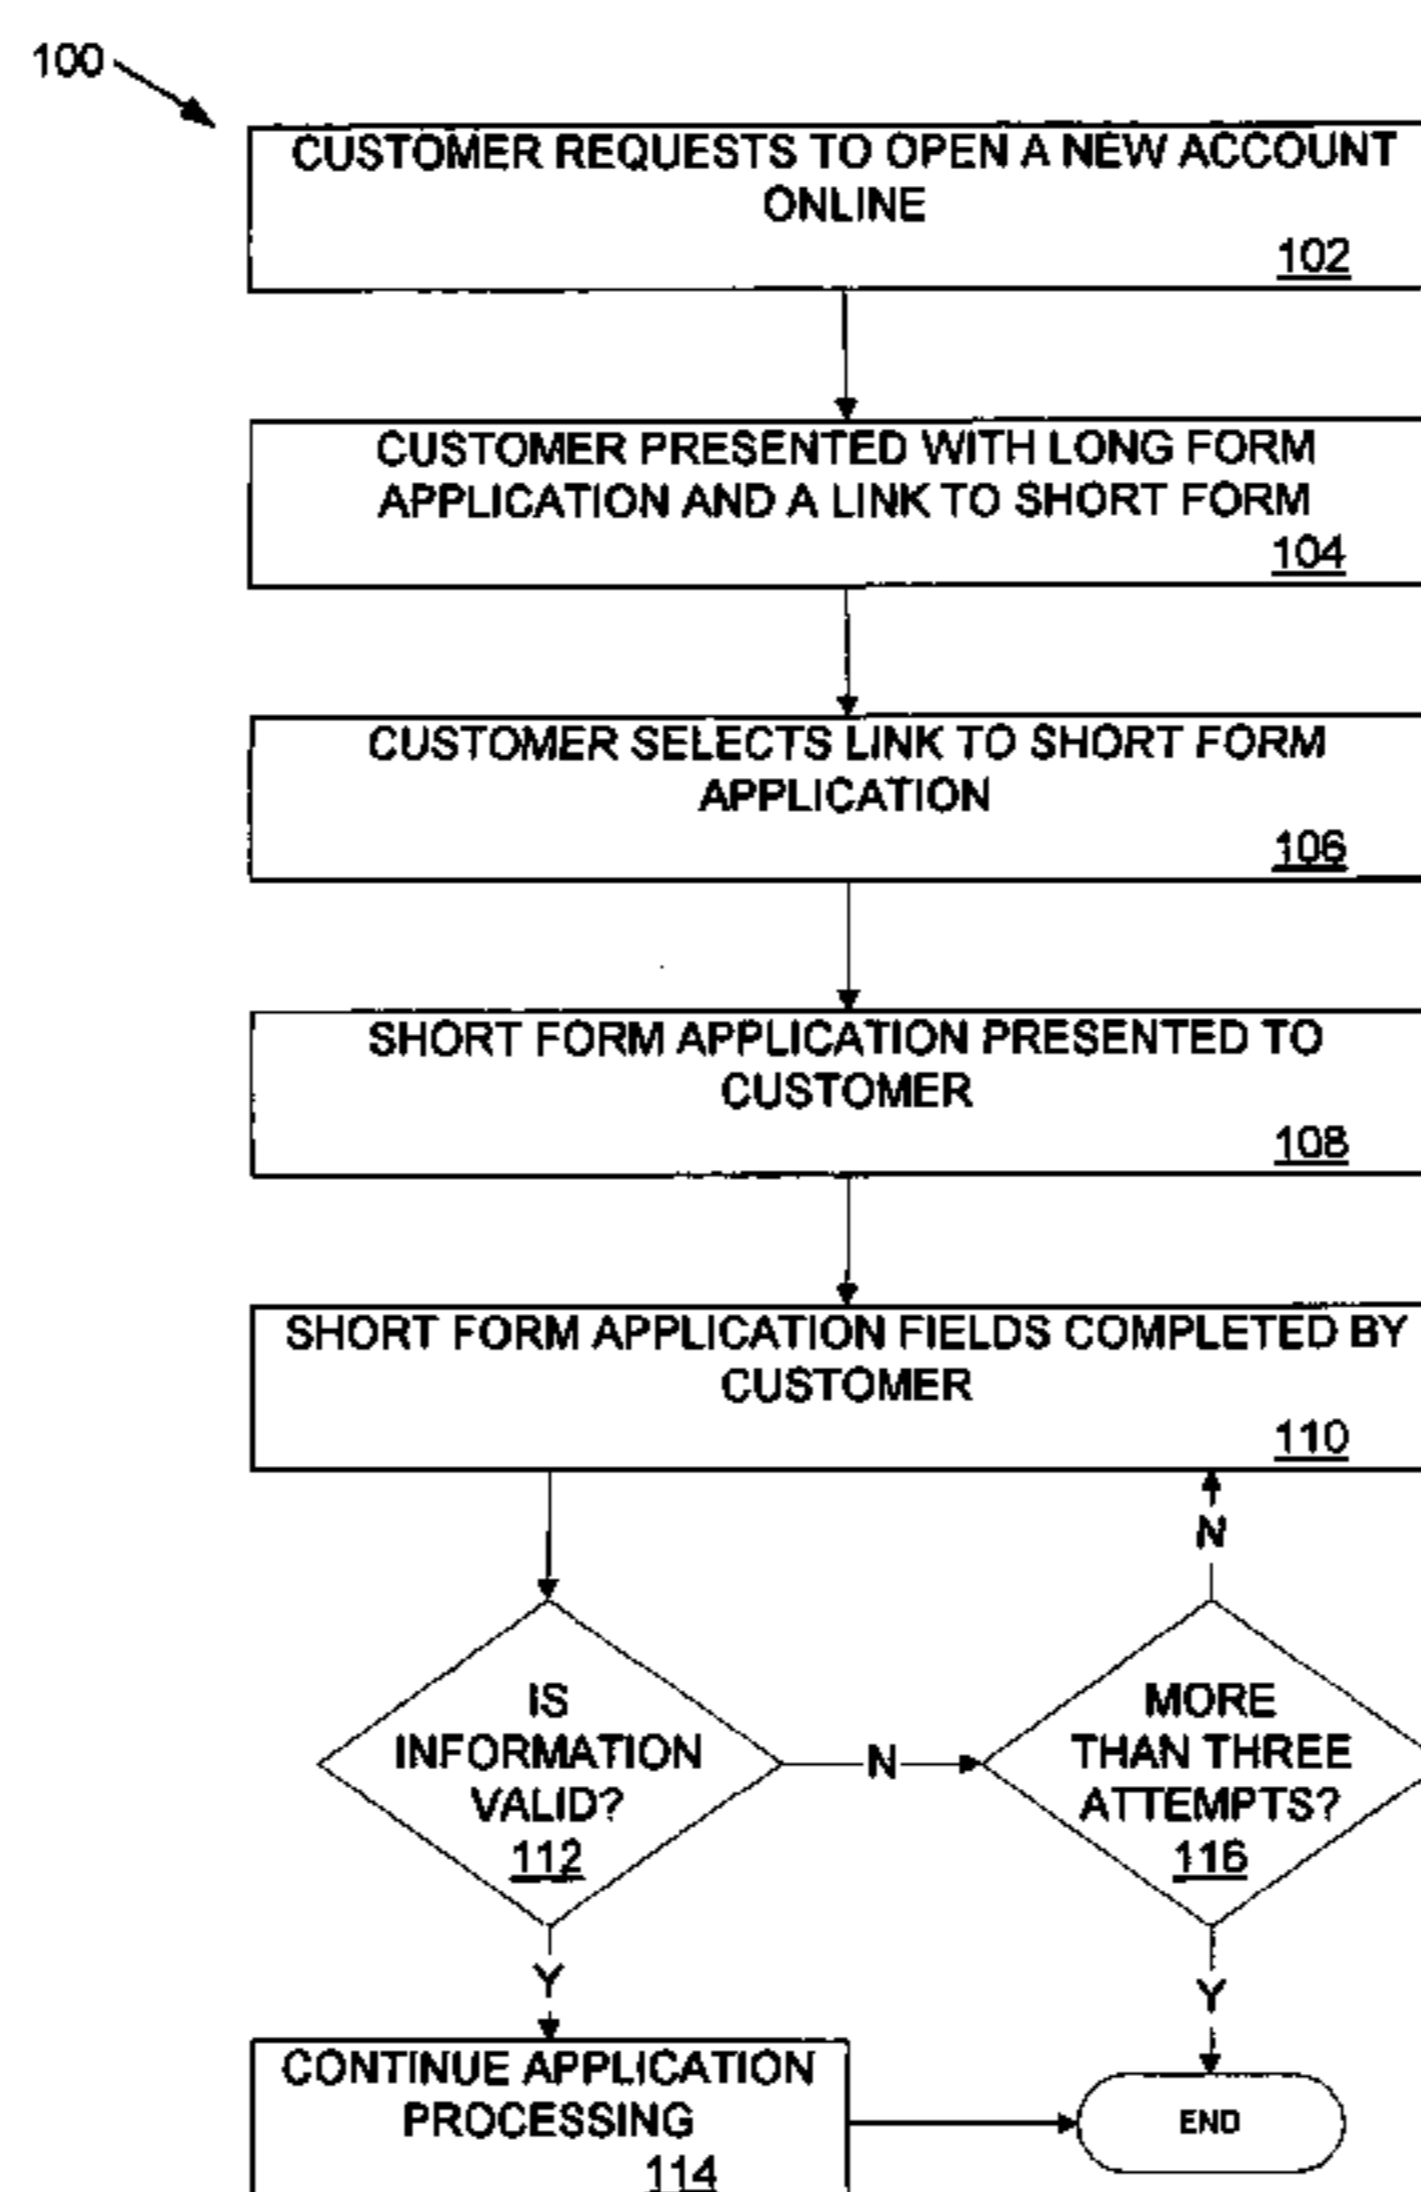 100
CUSTOMER REQUESTS TO OPEN A NEW ACCOUNT
ONLINE
102
CUSTOMER PRESENTED WITH LONG FORM
APPLICATION AND A LINK TO SHORT FORM
104
CUSTOMER SELECTS LINK TO SHORT FORM
APPLICATION
106
SHORT FORM APPLICATION PRESENTED TO
CUSTOMER
108
SHORT FORM APPLICATION FIELDS COMPLETED BY
CUSTOMER
110
N
IS
INFORMATION
VALID?
112
N
MORE
THAN THREE
ATTEMPTS?
116
Y
Y
CONTINUE APPLICATION
PROCESSING
114
END